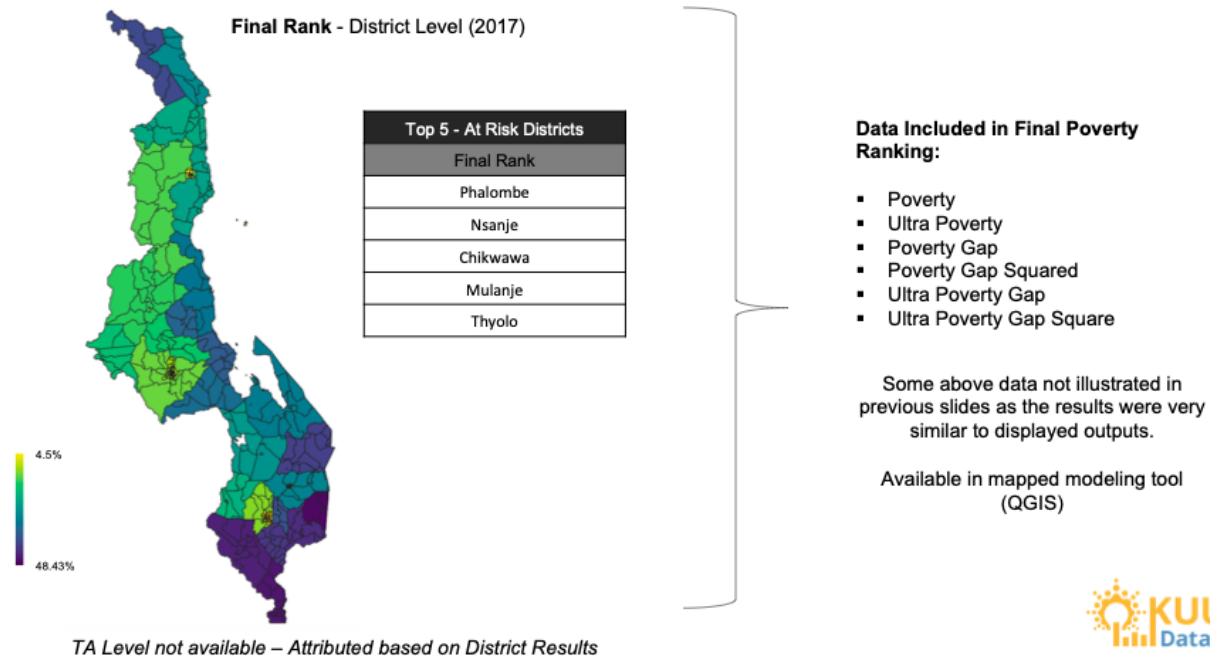 Final Rank - District Level (2017)
Top 5 - At Risk Districts
Final Rank
Phalombe
Nsanje
Chikwawa
Mulanje
Thyolo
4.5%
48.43%
TA Level not available – Attributed based on District Results
Data Included in Final Poverty
Ranking:
▪ Poverty
▪ Ultra Poverty
▪ Poverty Gap
▪ Poverty Gap Squared
▪ Ultra Poverty Gap
▪ Ultra Poverty Gap Square
Some above data not illustrated in
previous slides as the results were very
similar to displayed outputs.
Available in mapped modeling tool
(QGIS)
Data